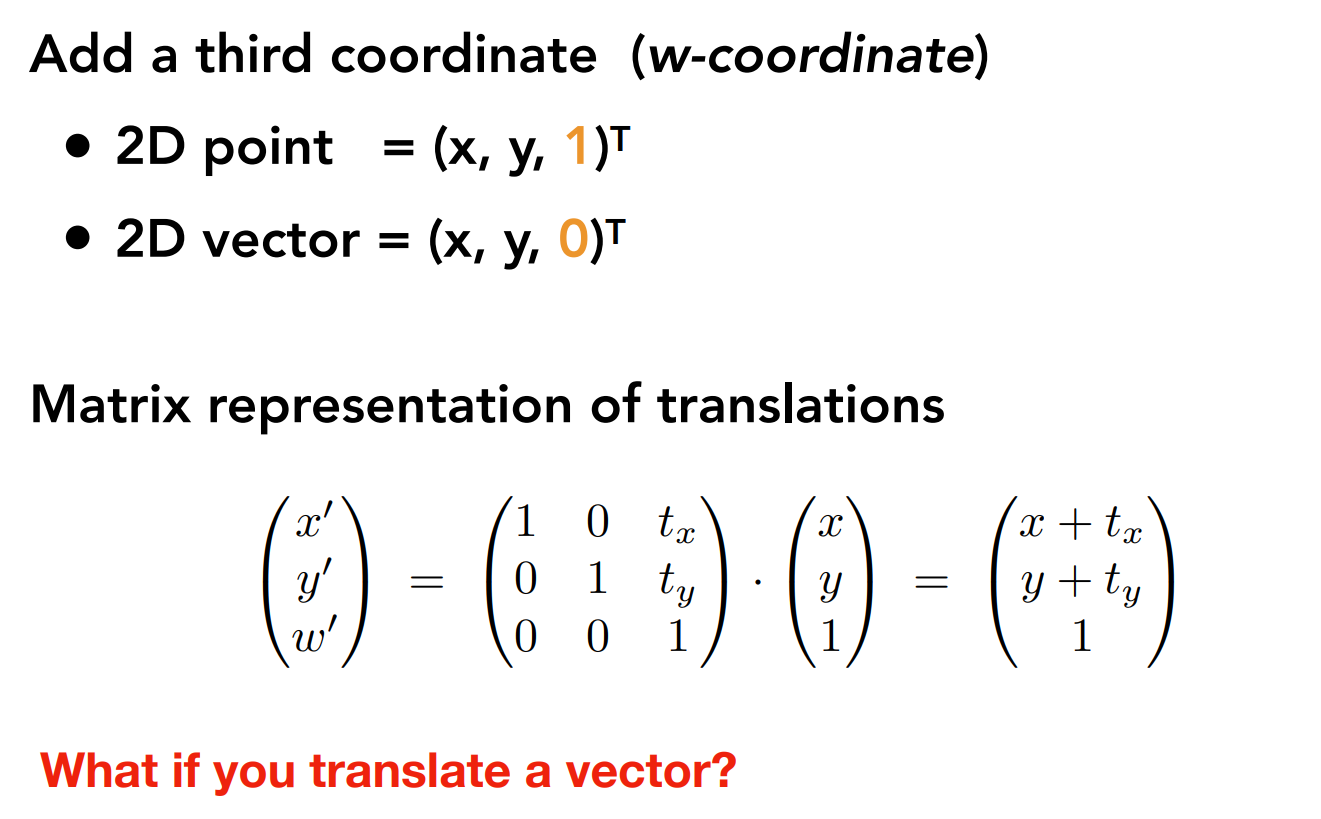 Add a third coordinate (w-coordinate)
• 2D point = (x, y, 1)ᵀ
• 2D vector = (x, y, 0)ᵀ
Matrix representation of translations
$$\begin{pmatrix} x' \\ y' \\ w' \end{pmatrix} = \begin{pmatrix} 1 & 0 & t_x \\ 0 & 1 & t_y \\ 0 & 0 & 1 \end{pmatrix} \cdot \begin{pmatrix} x \\ y \\ 1 \end{pmatrix} = \begin{pmatrix} x + t_x \\ y + t_y \\ 1 \end{pmatrix}$$
What if you translate a vector?